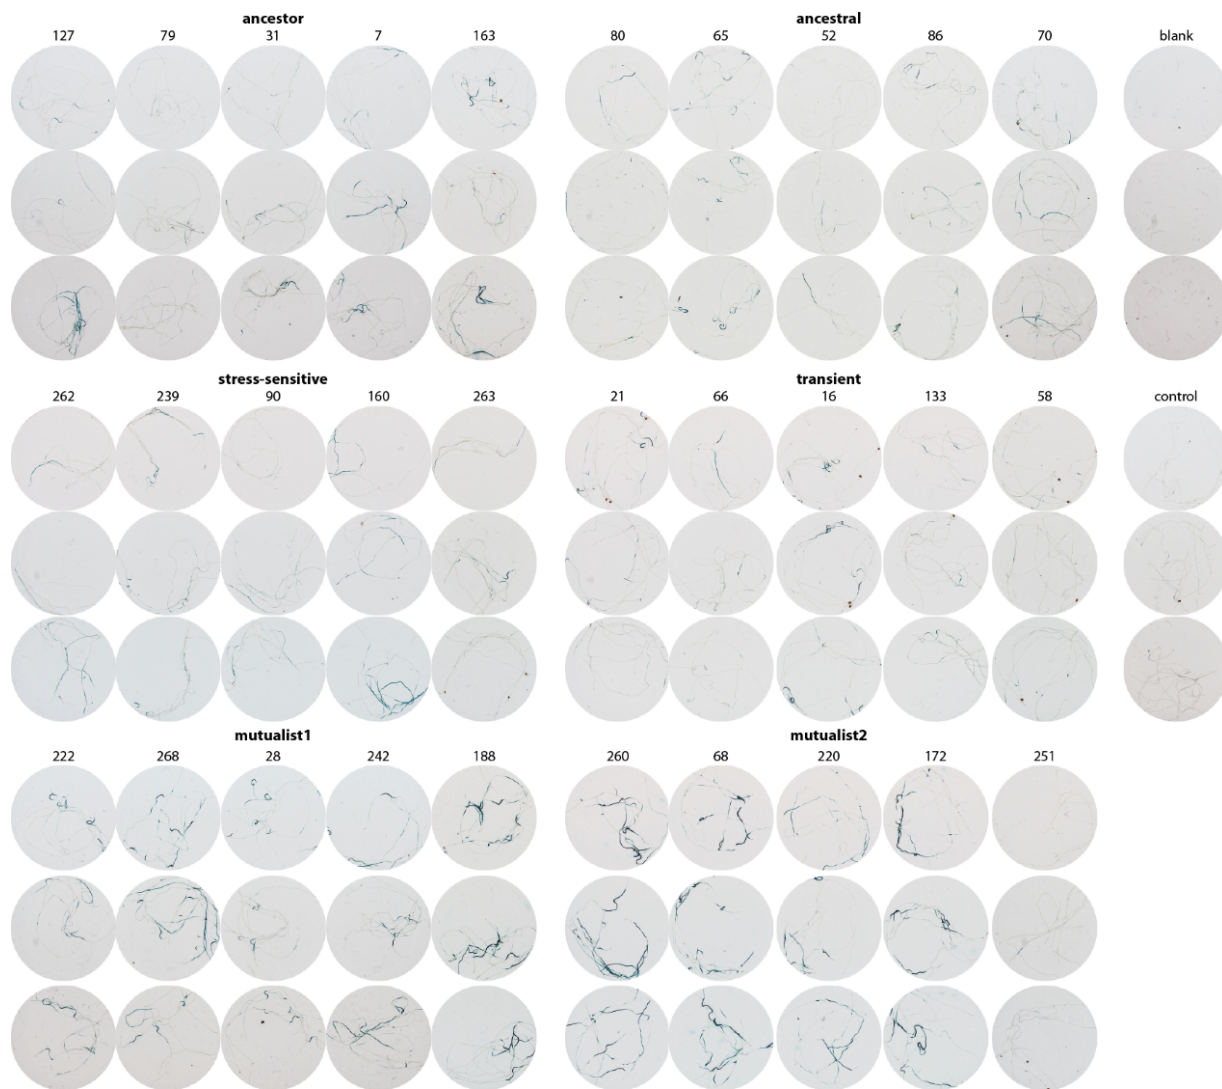 ancestor
127 79 31 7 163
ancestral
80 65 52 86 70 blank
stress-sensitive
262 239 90 160 263
transient
21 66 16 133 58 control
mutualist1
222 268 28 242 188
mutualist2
260 68 220 172 251